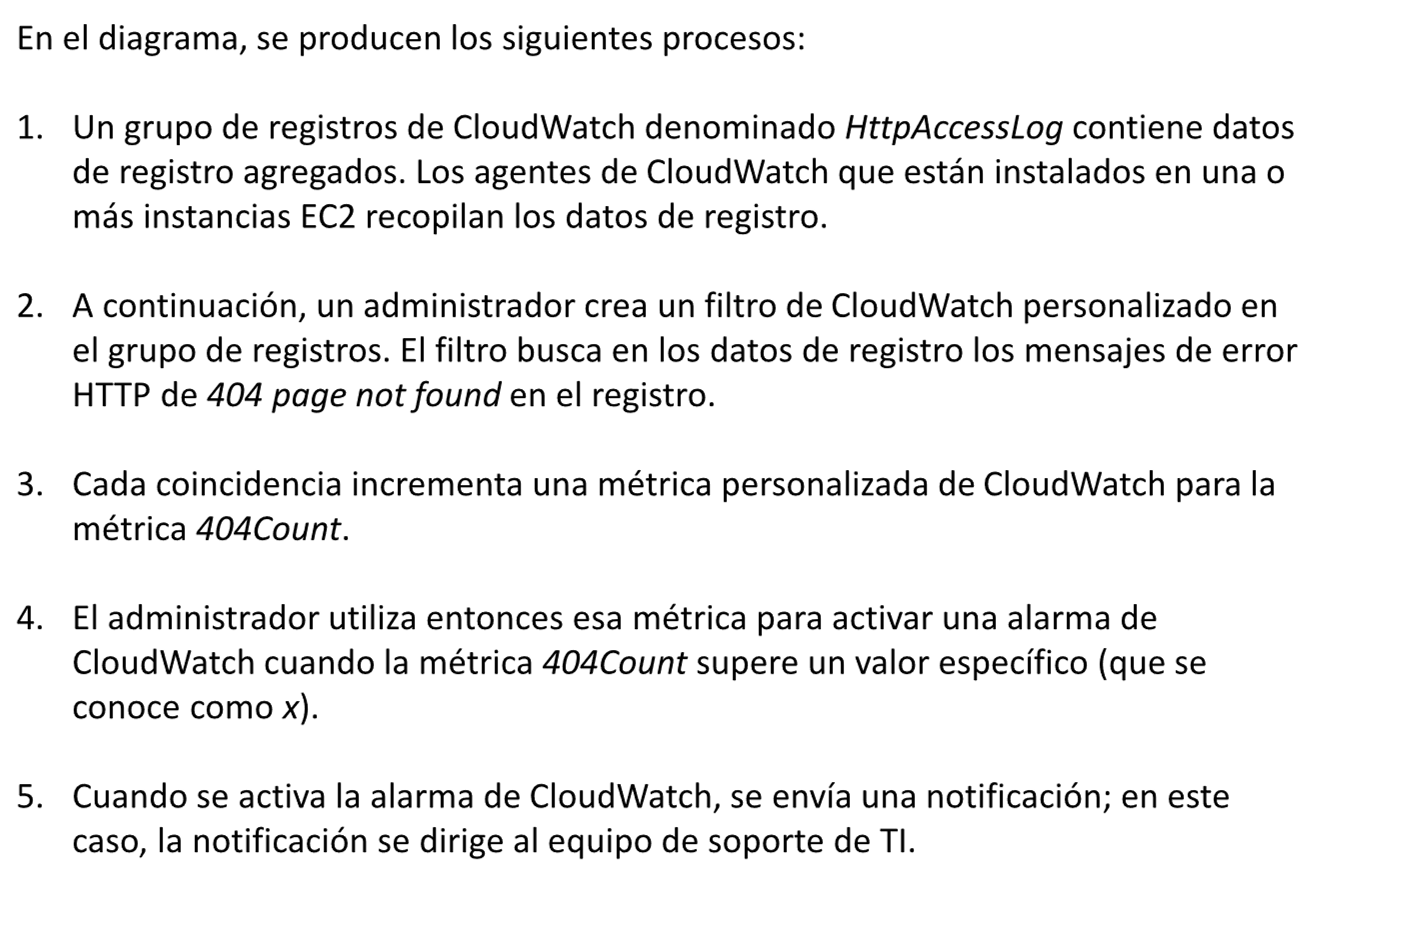 En el diagrama, se producen los siguientes procesos:
1. Un grupo de registros de CloudWatch denominado HttpAccessLog contiene datos
de registro agregados. Los agentes de CloudWatch que están instalados en una o
más instancias EC2 recopilan los datos de registro.
2. A continuación, un administrador crea un filtro de CloudWatch personalizado en
el grupo de registros. El filtro busca en los datos de registro los mensajes de error
HTTP de 404 page not found en el registro.
3. Cada coincidencia incrementa una métrica personalizada de CloudWatch para la
métrica 404Count.
4. El administrador utiliza entonces esa métrica para activar una alarma de
CloudWatch cuando la métrica 404Count supere un valor específico (que se
conoce como x).
5. Cuando se activa la alarma de CloudWatch, se envía una notificación; en este
caso, la notificación se dirige al equipo de soporte de TI.